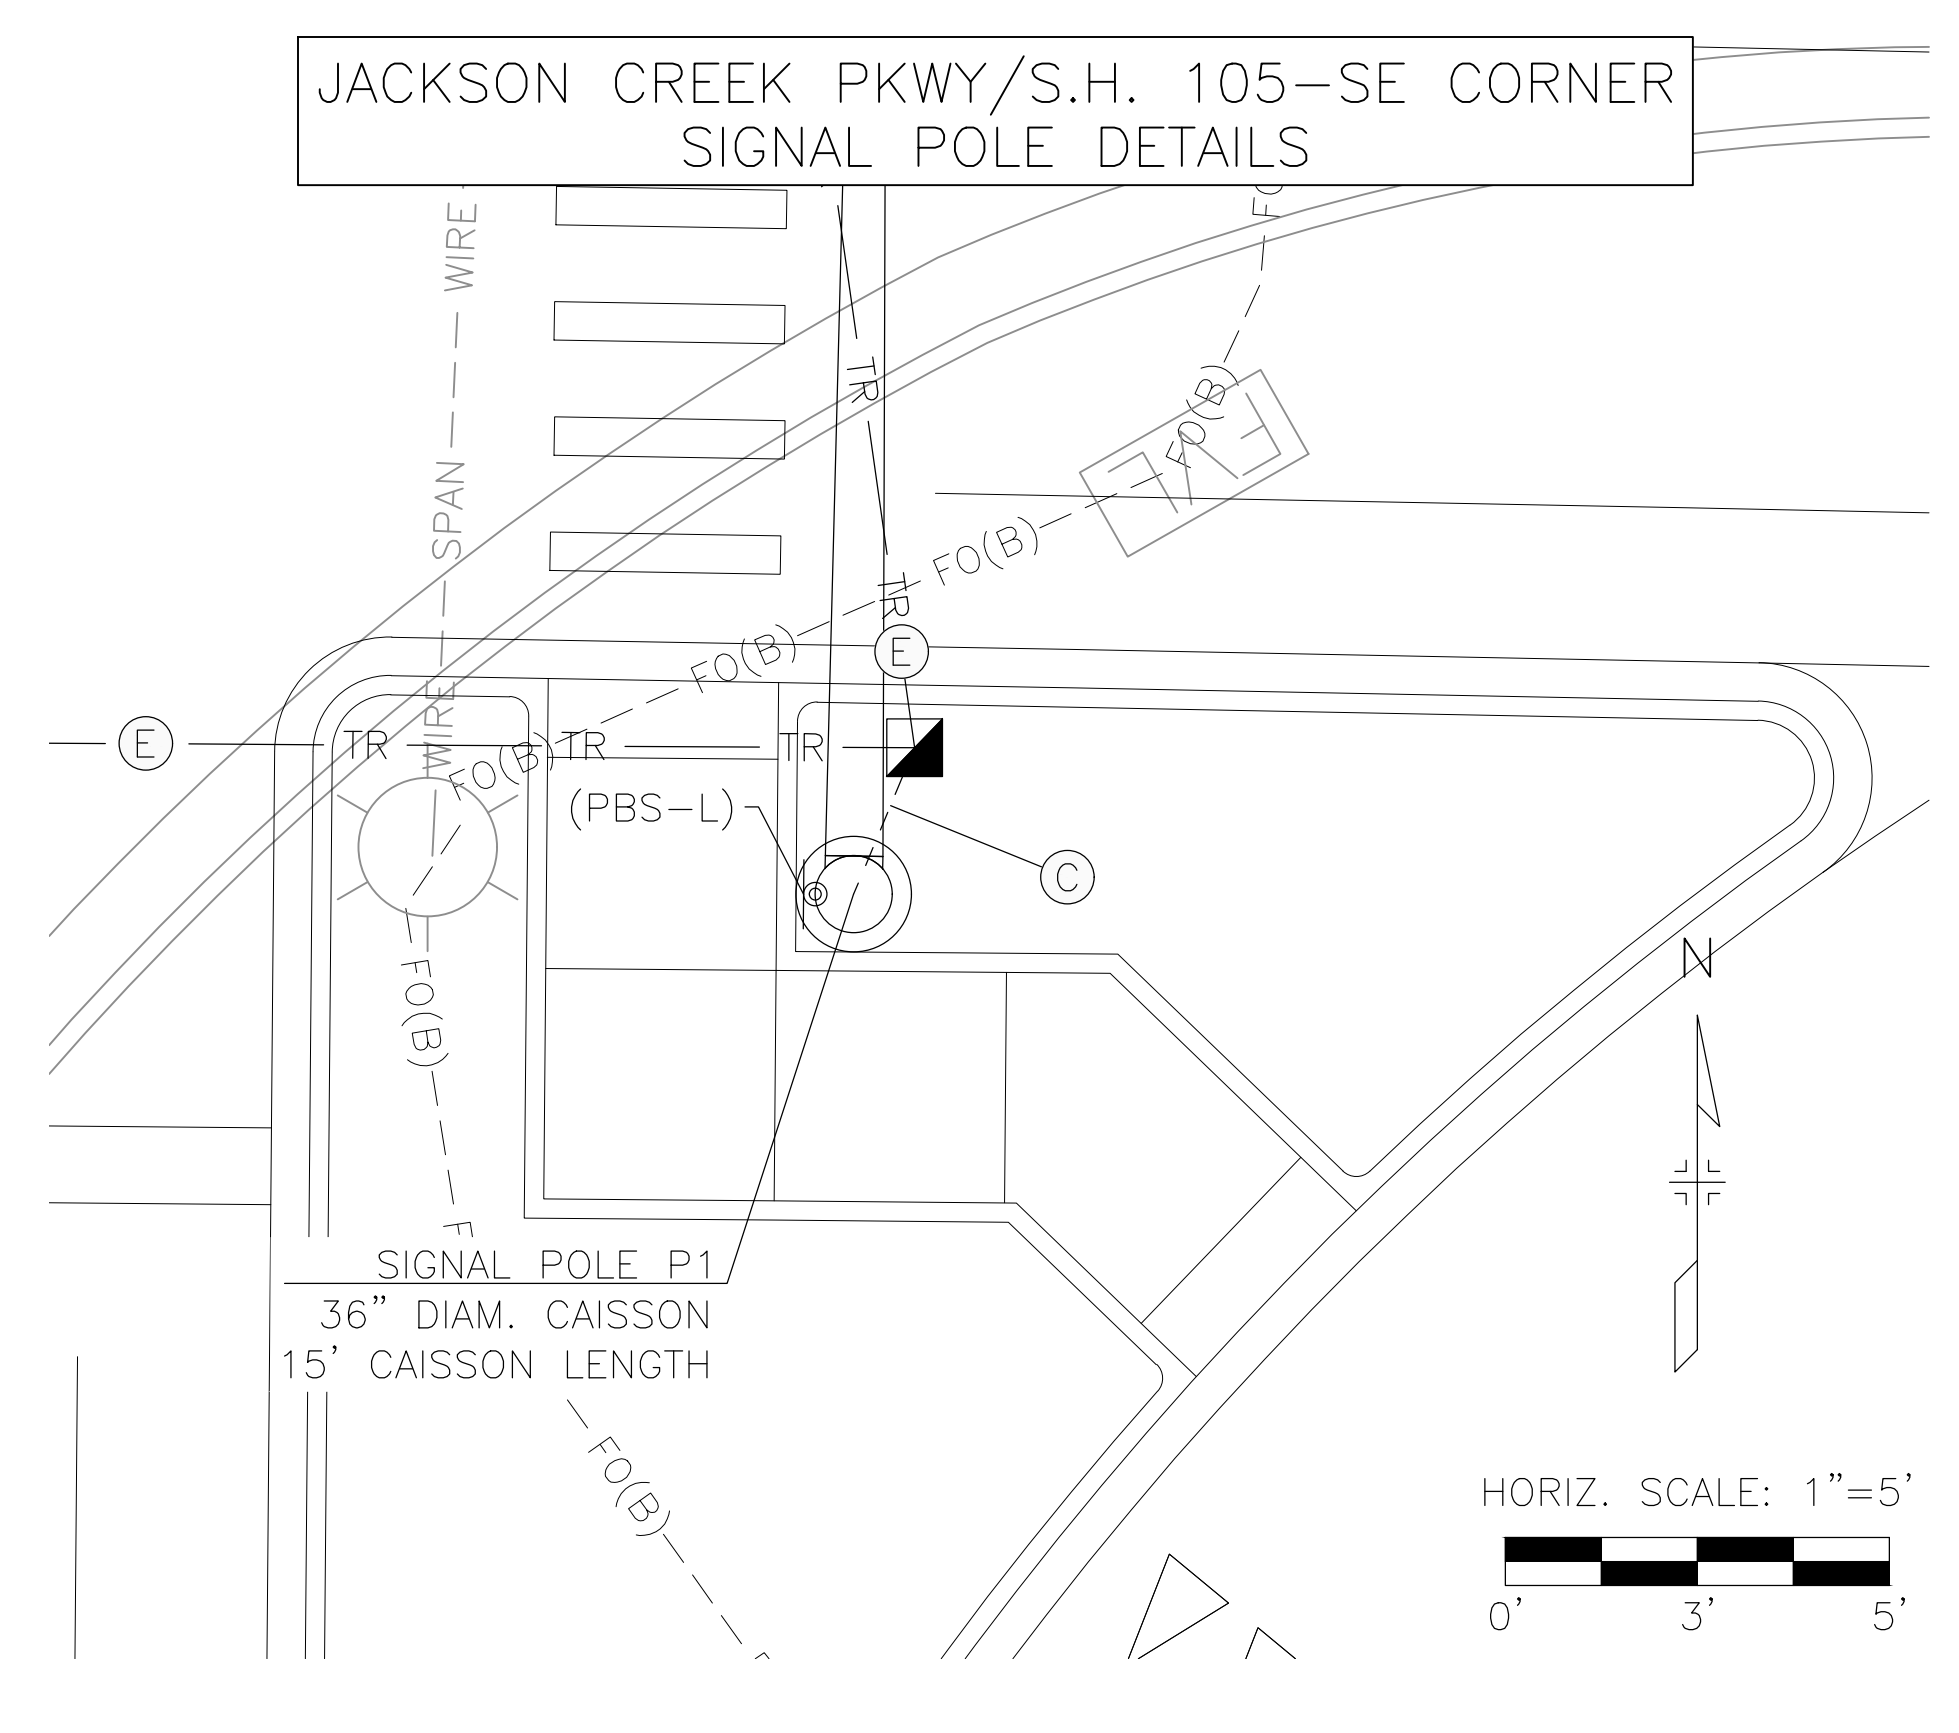 JACKSON CREEK PKWY/S.H. 105-SE CORNER
SIGNAL POLE DETAILS
WIRE
FO
TR
SPAN
FO(B)
ELV
FO(B)
TR
FO(B)
E
WIRE
E
TR
TR
TR
FO(B)
(PBS-L)
C
N
FO(B)
F
SIGNAL POLE P1
36" DIAM. CAISSON
15' CAISSON LENGTH
FO(B)
F
HORIZ. SCALE: 1"=5'
0' 3' 5'